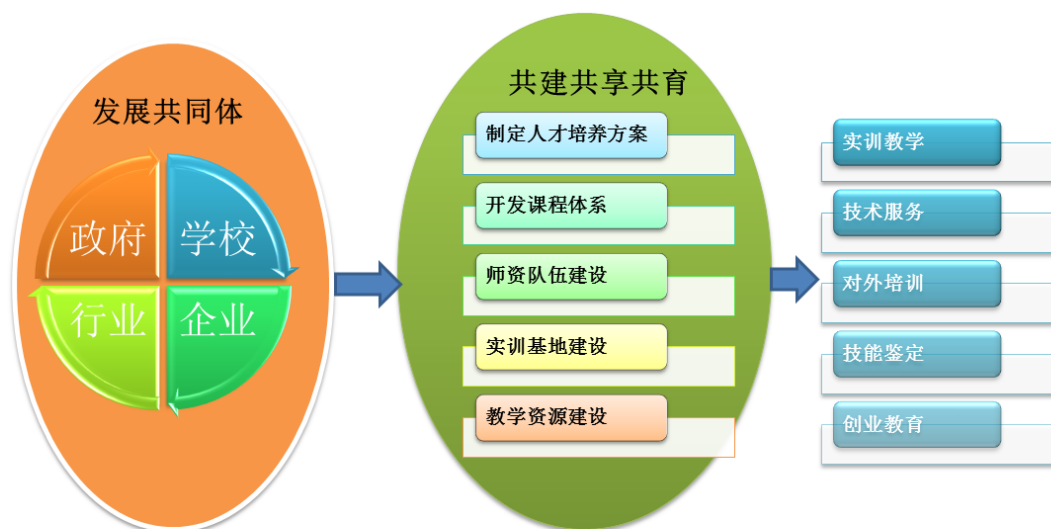 发展共同体
政府
学校
行业
企业
共建共享共育
制定人才培养方案
开发课程体系
师资队伍建设
实训基地建设
教学资源建设
实训教学
技术服务
对外培训
技能鉴定
创业教育